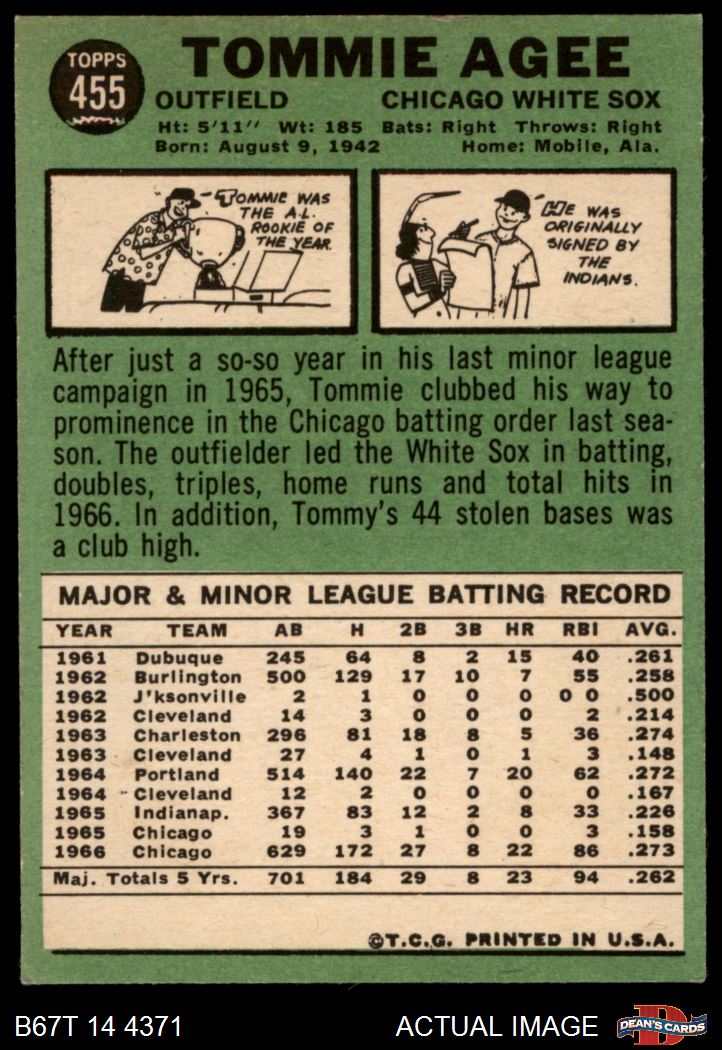 TOPPS
455
TOMMIE AGEE
OUTFIELD CHICAGO WHITE SOX
Ht: 5'11" Wt: 185 Bats: Right Throws: Right
Born: August 9, 1942 Home: Mobile, Ala.
TOMMIE WAS
THE A.L.
ROOKIE OF
THE YEAR.
HE WAS
ORIGINALLY
SIGNED BY
THE
INDIANS.
After just a so-so year in his last minor league
campaign in 1965, Tommie clubbed his way to
prominence in the Chicago batting order last sea-
son. The outfielder led the White Sox in batting,
doubles, triples, home runs and total hits in
1966. In addition, Tommy's 44 stolen bases was
a club high.
MAJOR & MINOR LEAGUE BATTING RECORD
YEAR TEAM AB H 2B 3B HR RBI AVG.
1961 Dubuque 245 64 8 2 15 40 .261
1962 Burlington 500 129 17 10 7 55 .258
1962 J'ksonville 2 1 0 0 0 0 0 .500
1962 Cleveland 14 3 0 0 0 2 .214
1963 Charleston 296 81 18 8 5 36 .274
1963 Cleveland 27 4 1 0 1 3 .148
1964 Portland 514 140 22 7 20 62 .272
1964 Cleveland 12 2 0 0 0 0 .167
1965 Indianap. 367 83 12 2 8 33 .226
1965 Chicago 19 3 1 0 0 3 .158
1966 Chicago 629 172 27 8 22 86 .273
Maj. Totals 5 Yrs. 701 184 29 8 23 94 .262
©T.C.G. PRINTED IN U.S.A.
B67T 14 4371 ACTUAL IMAGE DEAN'S CARDS